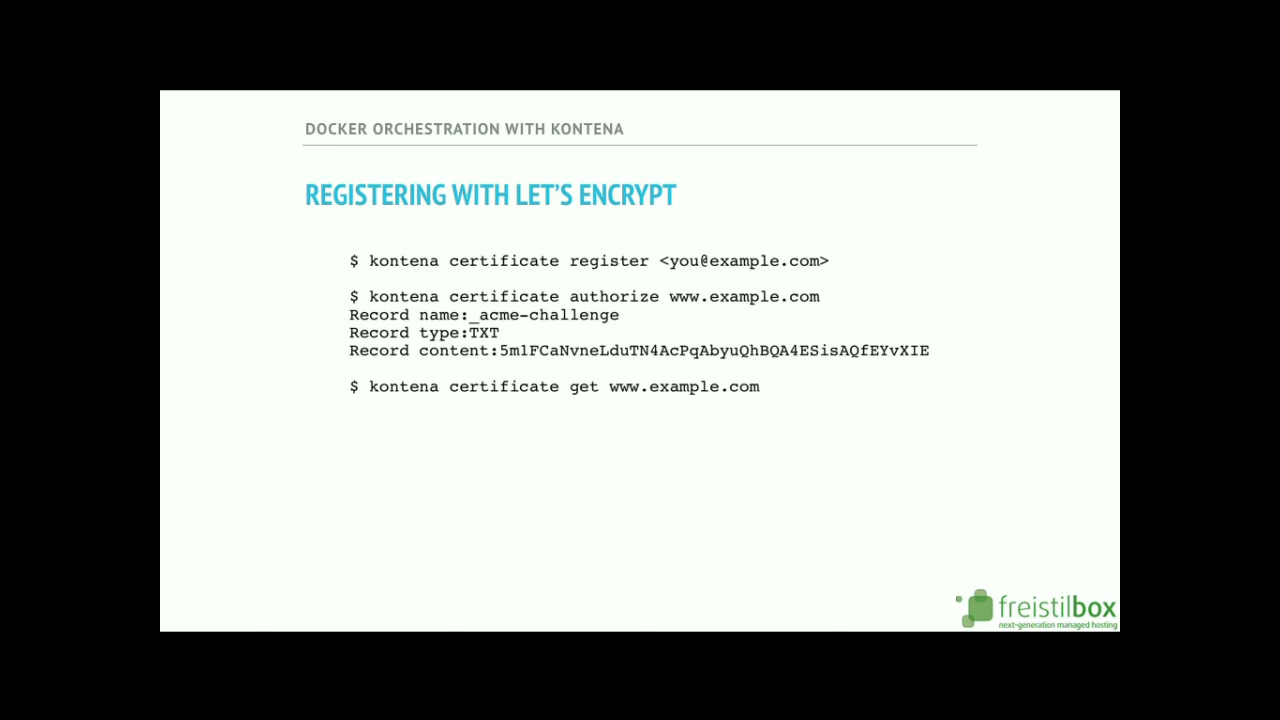 DOCKER ORCHESTRATION WITH KONTENA
REGISTERING WITH LET'S ENCRYPT
$ kontena certificate register <you@example.com>
$ kontena certificate authorize www.example.com
Record name:_acme-challenge
Record type:TXT
Record content:5m1FCaNvneLduTN4AcPqAbyuQhBQA4ESisAQfEYvXIE
$ kontena certificate get www.example.com
freistilbox
next-generation managed hosting